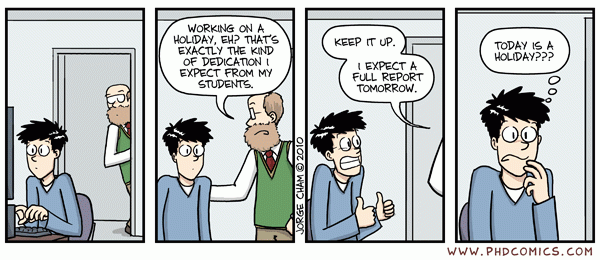 WORKING ON A
HOLIDAY, EH? THAT'S
EXACTLY THE KIND
OF DEDICATION I
EXPECT FROM MY
STUDENTS.
JORGE CHAM © 2010
KEEP IT UP.
I EXPECT A
FULL REPORT
TOMORROW.
TODAY IS A
HOLIDAY???
WWW.PHDCOMICS.COM